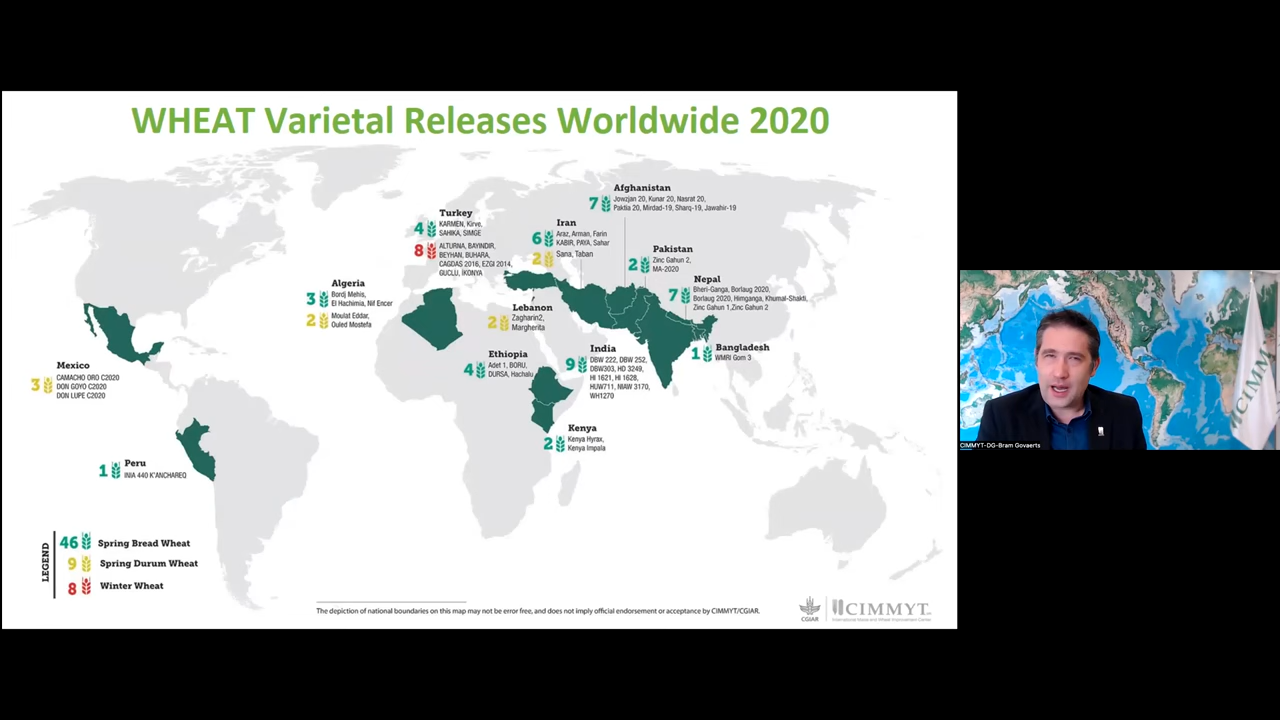 WHEAT Varietal Releases Worldwide 2020
Afghanistan
7
Jowzjan 20, Kunar 20, Nasrat 20,
Paktia 20, Mirdad-19, Sharq-19, Jawahir-19
Turkey
4
KARMEN, Kirve,
SAHIKA, SIMGE
8
ALTURNA, BAYINDIR,
BEYHAN, BUHARA,
CAGDAS 2016, EZGI 2014,
GUCLU, İKONYA
Iran
6
Araz, Arman, Farin
KABIR, PAYA, Sahar
2
Sana, Taban
Pakistan
2
Zinc Gahun 2,
MA-2020
Nepal
7
Bheri-Ganga, Borlaug 2020,
Borlaug 2020, Himganga, Khumal-Shakti,
Zinc Gahun 1,Zinc Gahun 2
Algeria
3
Bordj Mehis,
El Hachimia, Nif Encer
2
Moulat Eddar,
Ouled Mostefa
Lebanon
2
Zagharin2,
Margherita
Ethiopia
4
Adet 1, BORU,
DURSA, Hachalu
India
9
DBW 222, DBW 252,
DBW303, HD 3249,
HI 1621, HI 1628,
HUW711, NIAW 3170,
WH1270
Bangladesh
1
WMRI Gom 3
Mexico
3
CAMACHO ORO C2020
DON GOYO C2020
DON LUPE C2020
Kenya
2
Kenya Hyrax,
Kenya Impala
Peru
1
INIA 440 K'ANCHAREQ
LEGEND
46 Spring Bread Wheat
9 Spring Durum Wheat
8 Winter Wheat
The depiction of national boundaries on this map may not be error free, and does not imply official endorsement or acceptance by CIMMYT/CGIAR.
CGIAR
CIMMYT
International Maize and Wheat Improvement Center
CIMMYT-DG-Bram Govaerts
CIMM